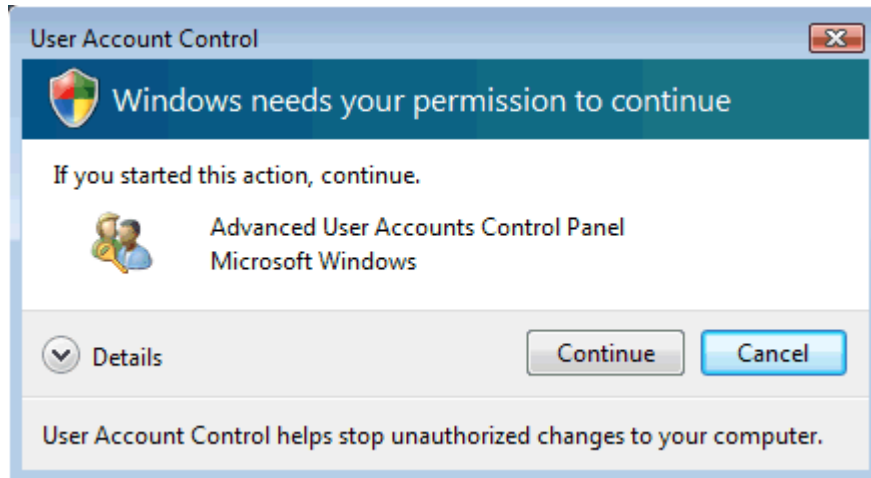 User Account Control
Windows needs your permission to continue
If you started this action, continue.
Advanced User Accounts Control Panel
Microsoft Windows
Details
Continue
Cancel
User Account Control helps stop unauthorized changes to your computer.